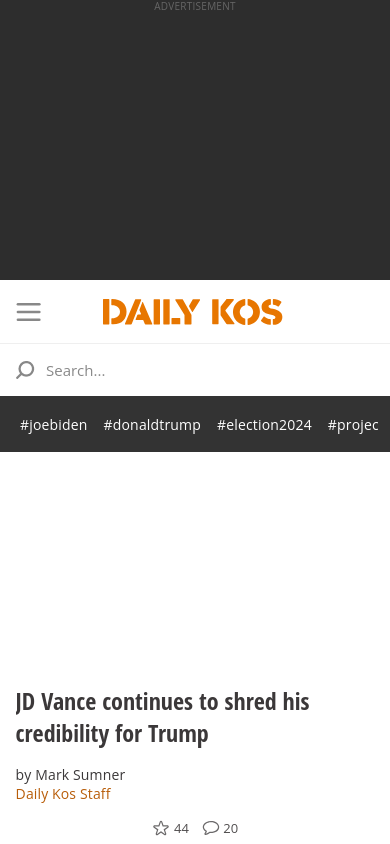 ADVERTISEMENT
DAILY KOS
Search...
#joebiden #donaldtrump #election2024 #projec
JD Vance continues to shred his
credibility for Trump
by Mark Sumner
Daily Kos Staff
44 20